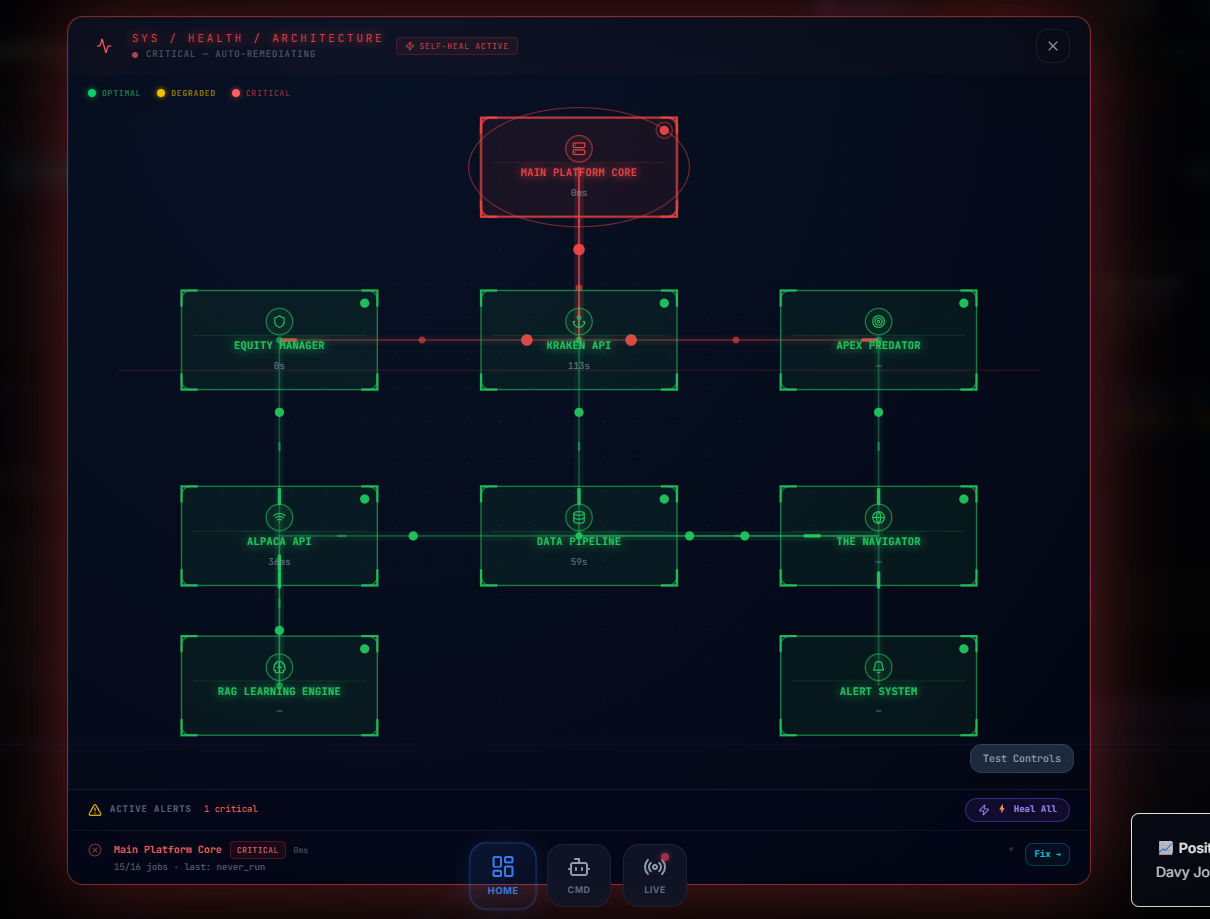 SYS / HEALTH / ARCHITECTURE
SELF-HEAL ACTIVE
CRITICAL — AUTO-REMEDIATING
OPTIMAL DEGRADED CRITICAL
MAIN PLATFORM CORE
0ms
EQUITY MANAGER
0s
KRAKEN API
113s
APEX PREDATOR
—
ALPACA API
36ms
DATA PIPELINE
59s
THE NAVIGATOR
—
RAG LEARNING ENGINE
—
ALERT SYSTEM
—
Test Controls
ACTIVE ALERTS 1 critical
Heal All
Main Platform Core CRITICAL 0ms
15/16 jobs · last: never_run
Fix →
HOME
CMD
LIVE
Posit
Davy Jo